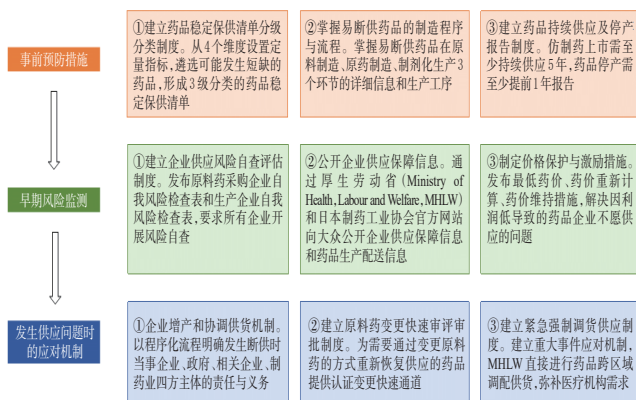 事前预防措施
①建立药品稳定保供清单分级
分类制度。从4个维度设置定
量指标，遴选可能发生短缺的
药品，形成3级分类的药品稳
定保供清单
②掌握易断供药品的制造程序
与流程。掌握易断供药品在原
料制造、原药制造、制剂化生产3
个环节的详细信息和生产工序
③建立药品持续供应及停产
报告制度。仿制药上市需至
少持续供应5年，药品停产需
至少提前1年报告
早期风险监测
①建立企业供应风险自查评估
制度。发布原料药采购企业自
我风险检查表和生产企业自我
风险检查表，要求所有企业开
展风险自查
②公开企业供应保障信息。通
过厚生劳动省（Ministry of
Health, Labour and Welfare, MHLW）
和日本制药工业协会官方网站
向大众公开企业供应保障信息
和药品生产配送信息
③制定价格保护与激励措施。
发布最低药价、药价重新计
算、药价维持措施，解决因利
润低导致的药品企业不愿供
应的问题
发生供应问题时
的应对机制
①企业增产和协调供货机制。
以程序化流程明确发生断供时
当事企业、政府、相关企业、制
药业四方主体的责任与义务
②建立原料药变更快速审评审
批制度。为需要通过变更原料
药的方式重新恢复供应的药品
提供认证变更快速通道
③建立紧急强制调货供应制
度。建立重大事件应对机制，
MHLW 直接进行药品跨区域
调配供货，弥补医疗机构需求